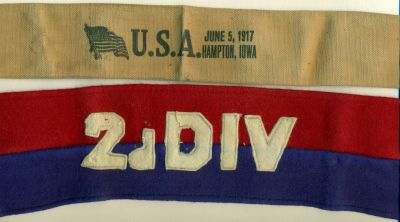 U.S.A. JUNE 5, 1917
HAMPTON, IOWA
2d DIV